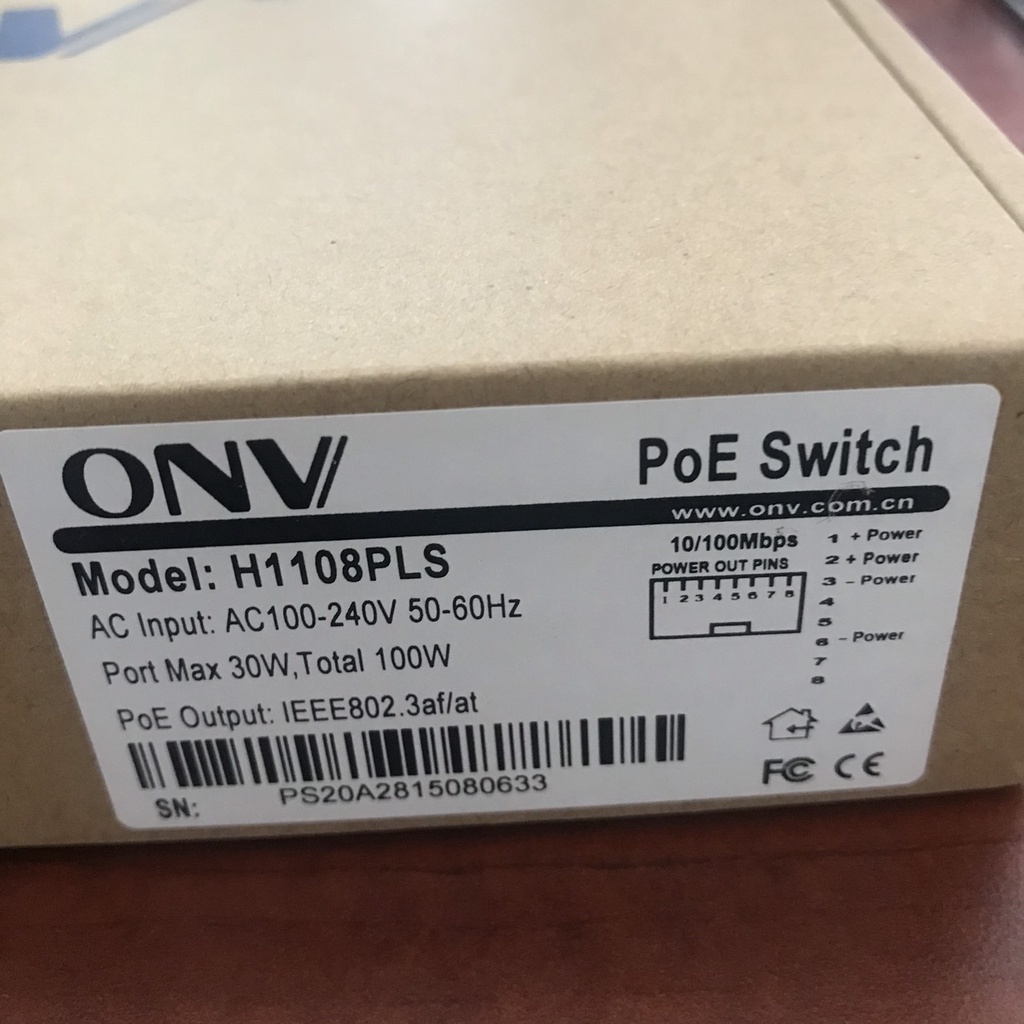 ONV
PoE Switch
www.onv.com.cn
Model: H1108PLS
AC Input: AC100-240V 50-60Hz
Port Max 30W,Total 100W
PoE Output: IEEE802.3af/at
SN: PS20A2815080633
10/100Mbps
POWER OUT PINS
1 2 3 4 5 6 7 8
1 + Power
2 + Power
3 - Power
4
5
6 - Power
7
8
FC CE